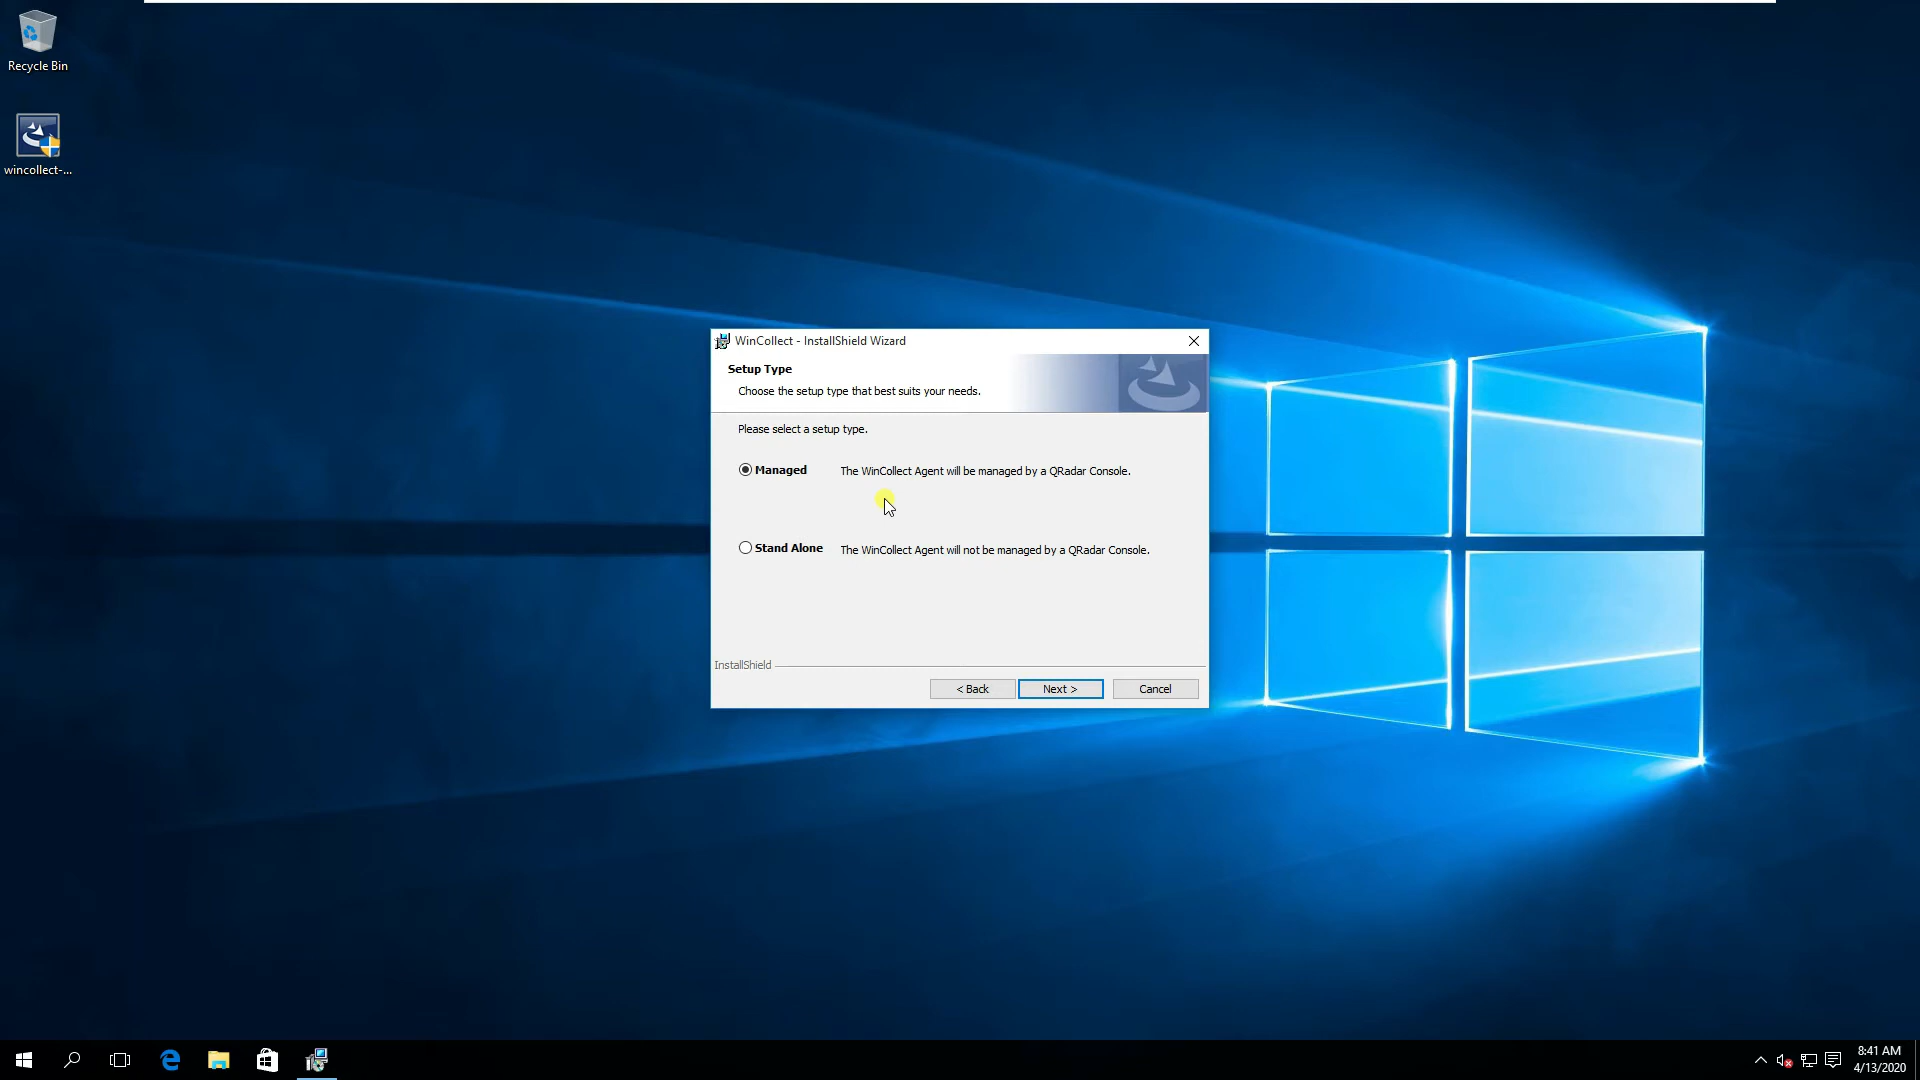 Recycle Bin
wincollect-...
WinCollect - InstallShield Wizard
Setup Type
Choose the setup type that best suits your needs.
Please select a setup type.
Managed The WinCollect Agent will be managed by a QRadar Console.
Stand Alone The WinCollect Agent will not be managed by a QRadar Console.
InstallShield
< Back Next > Cancel
8:41 AM
4/13/2020